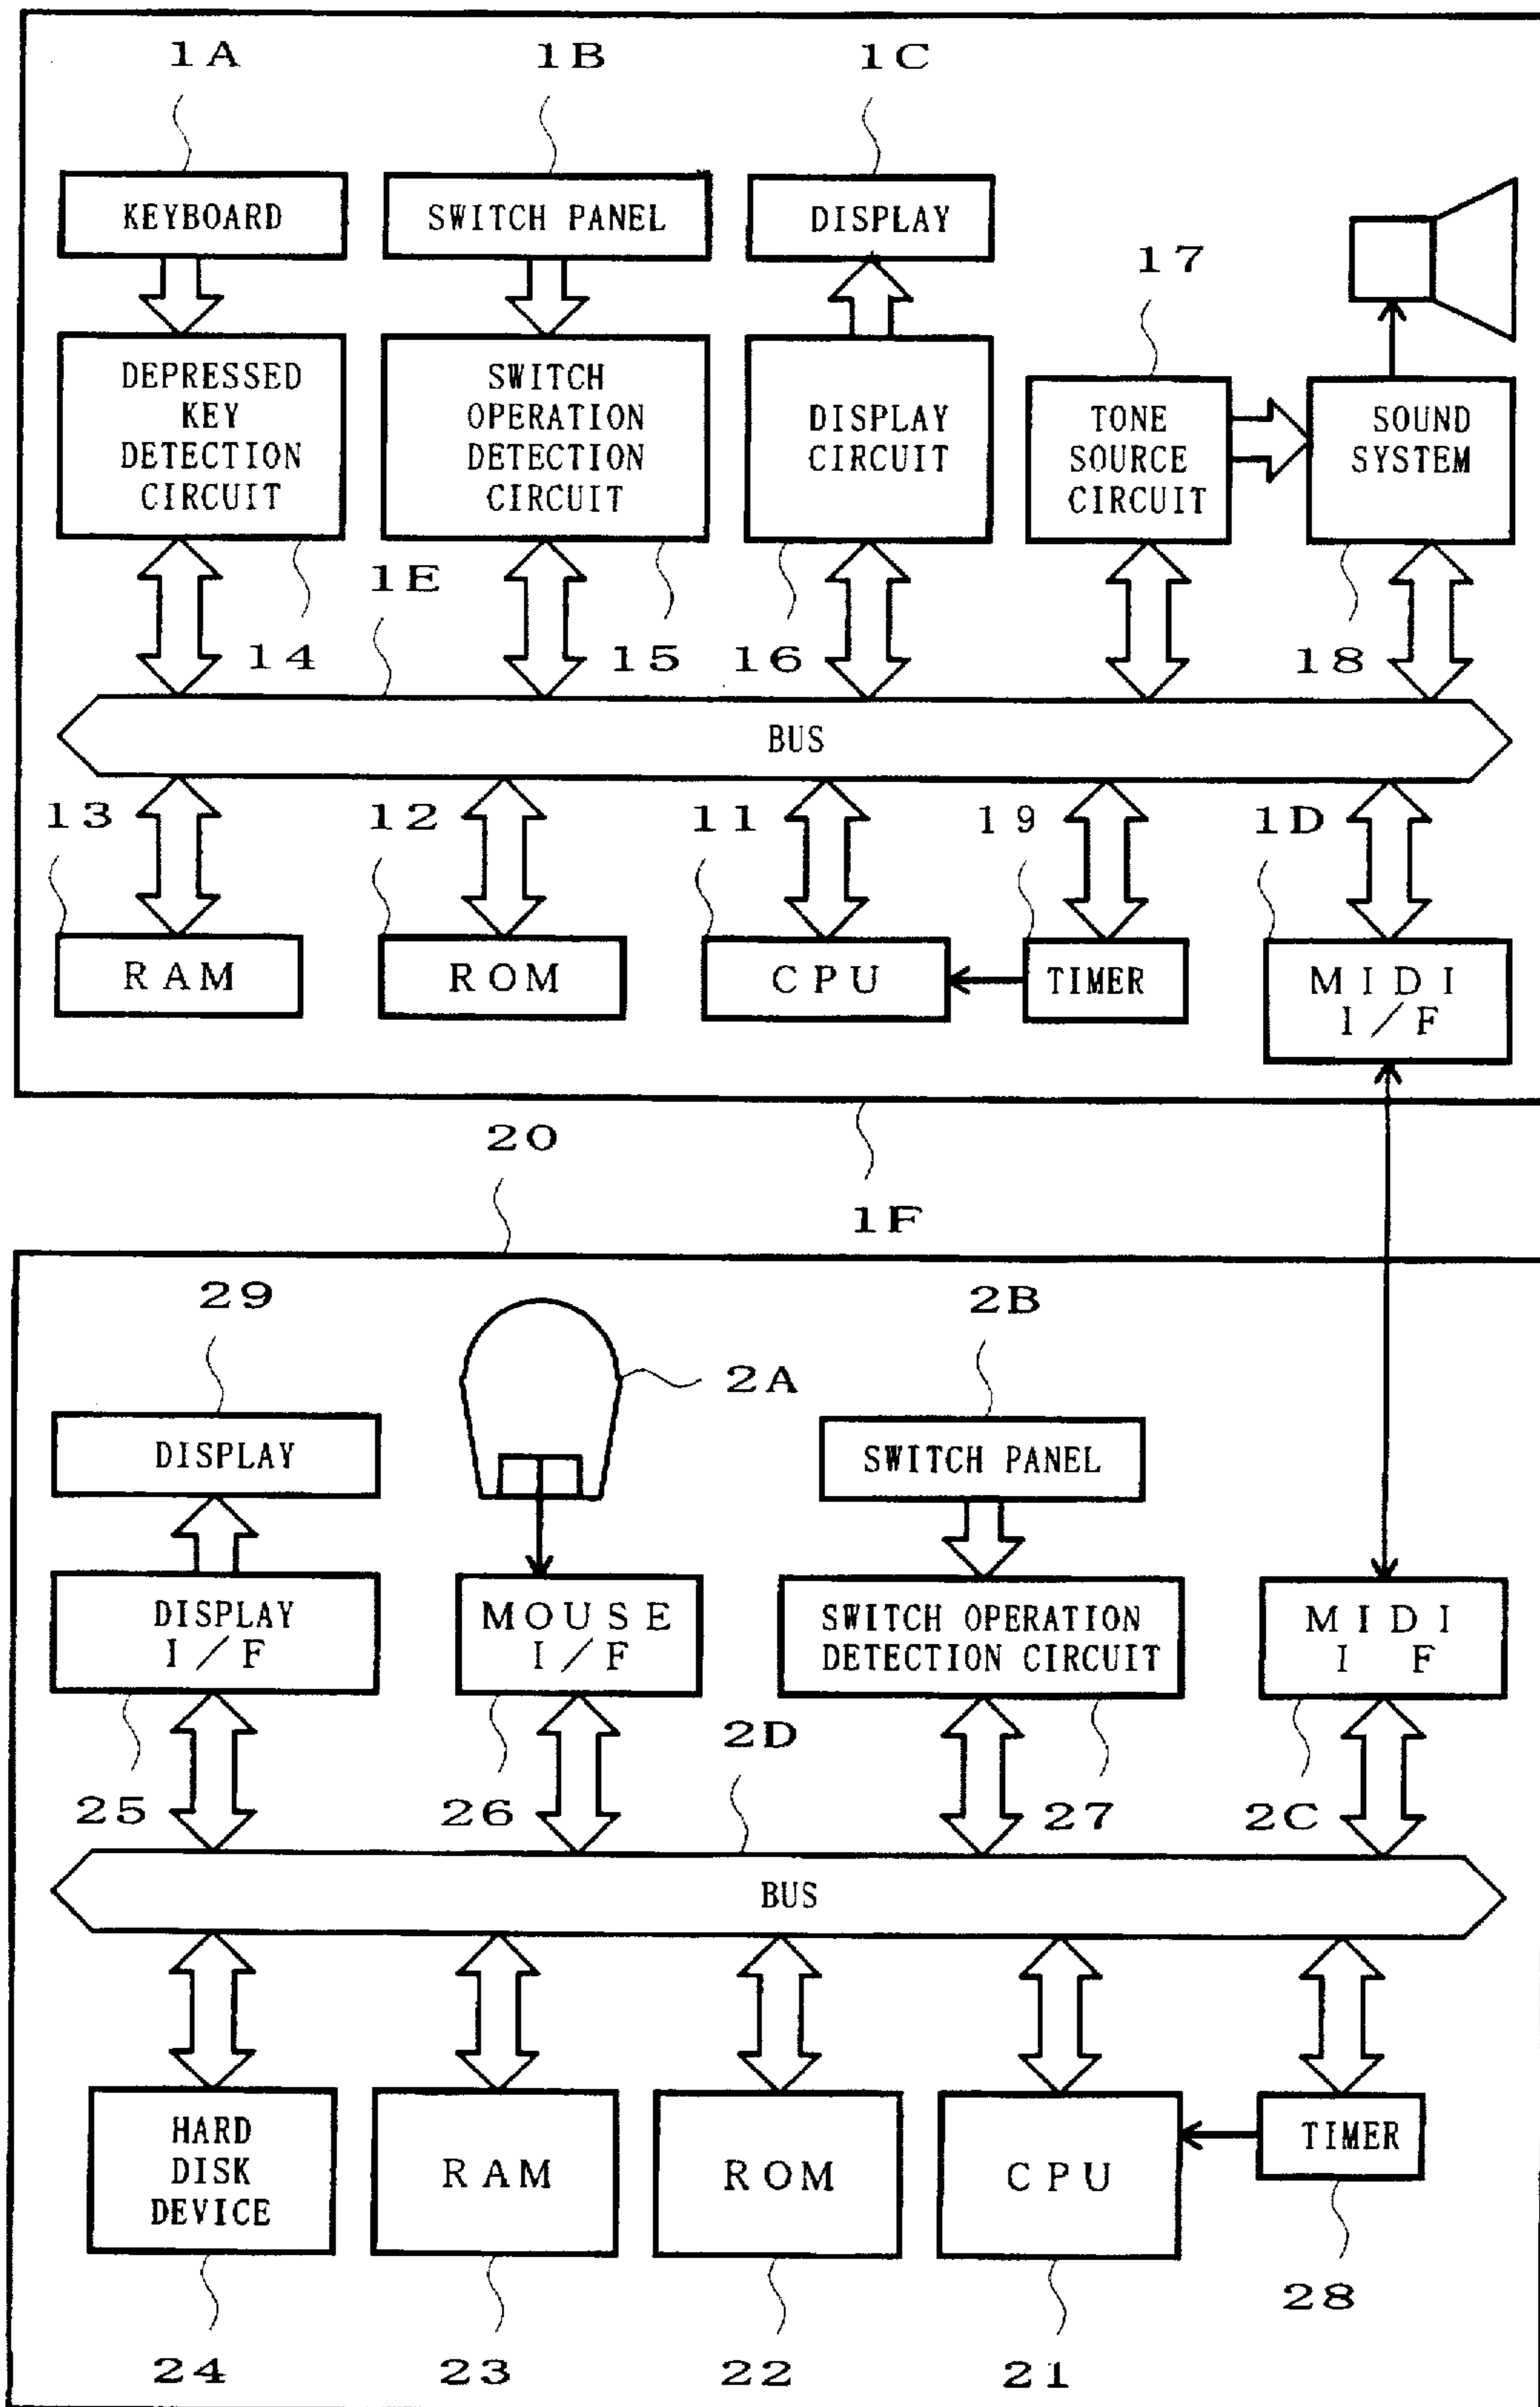 1A
1B
1C
KEYBOARD
SWITCH PANEL
DISPLAY
17
DEPRESSED
KEY
DETECTION
CIRCUIT
SWITCH
OPERATION
DETECTION
CIRCUIT
DISPLAY
CIRCUIT
TONE
SOURCE
CIRCUIT
SOUND
SYSTEM
1E
14
15
16
18
BUS
13
12
11
19
1D
RAM
ROM
CPU
TIMER
MIDI
I/F
20
1F
29
2A
2B
DISPLAY
SWITCH PANEL
DISPLAY
I/F
MOUSE
I/F
SWITCH OPERATION
DETECTION CIRCUIT
MIDI
I F
2D
25
26
27
2C
BUS
HARD
DISK
DEVICE
RAM
ROM
CPU
TIMER
28
24
23
22
21